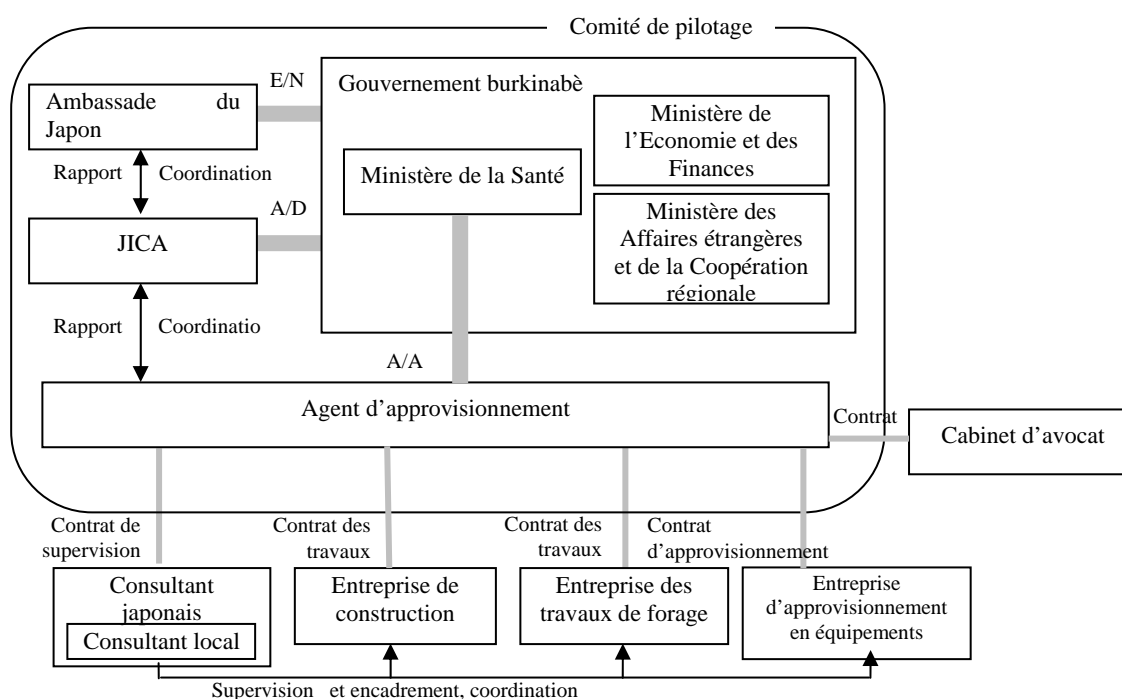 Comité de pilotage
E/N
Gouvernement burkinabè
Ambassade du
Japon
Ministère de
l'Economie et des
Finances
Ministère de la Santé
Rapport Coordination
A/D
JICA
Ministère des
Affaires étrangères
et de la Coopération
régionale
Rapport Coordinatio
A/A
Agent d'approvisionnement
Contrat
Cabinet d'avocat
Contrat de
supervision
Contrat des
travaux
Contrat des
travaux
Contrat
d'approvisionnement
Consultant
japonais
Consultant local
Entreprise de
construction
Entreprise des
travaux de forage
Entreprise
d'approvisionnement
en équipements
Supervision et encadrement, coordination